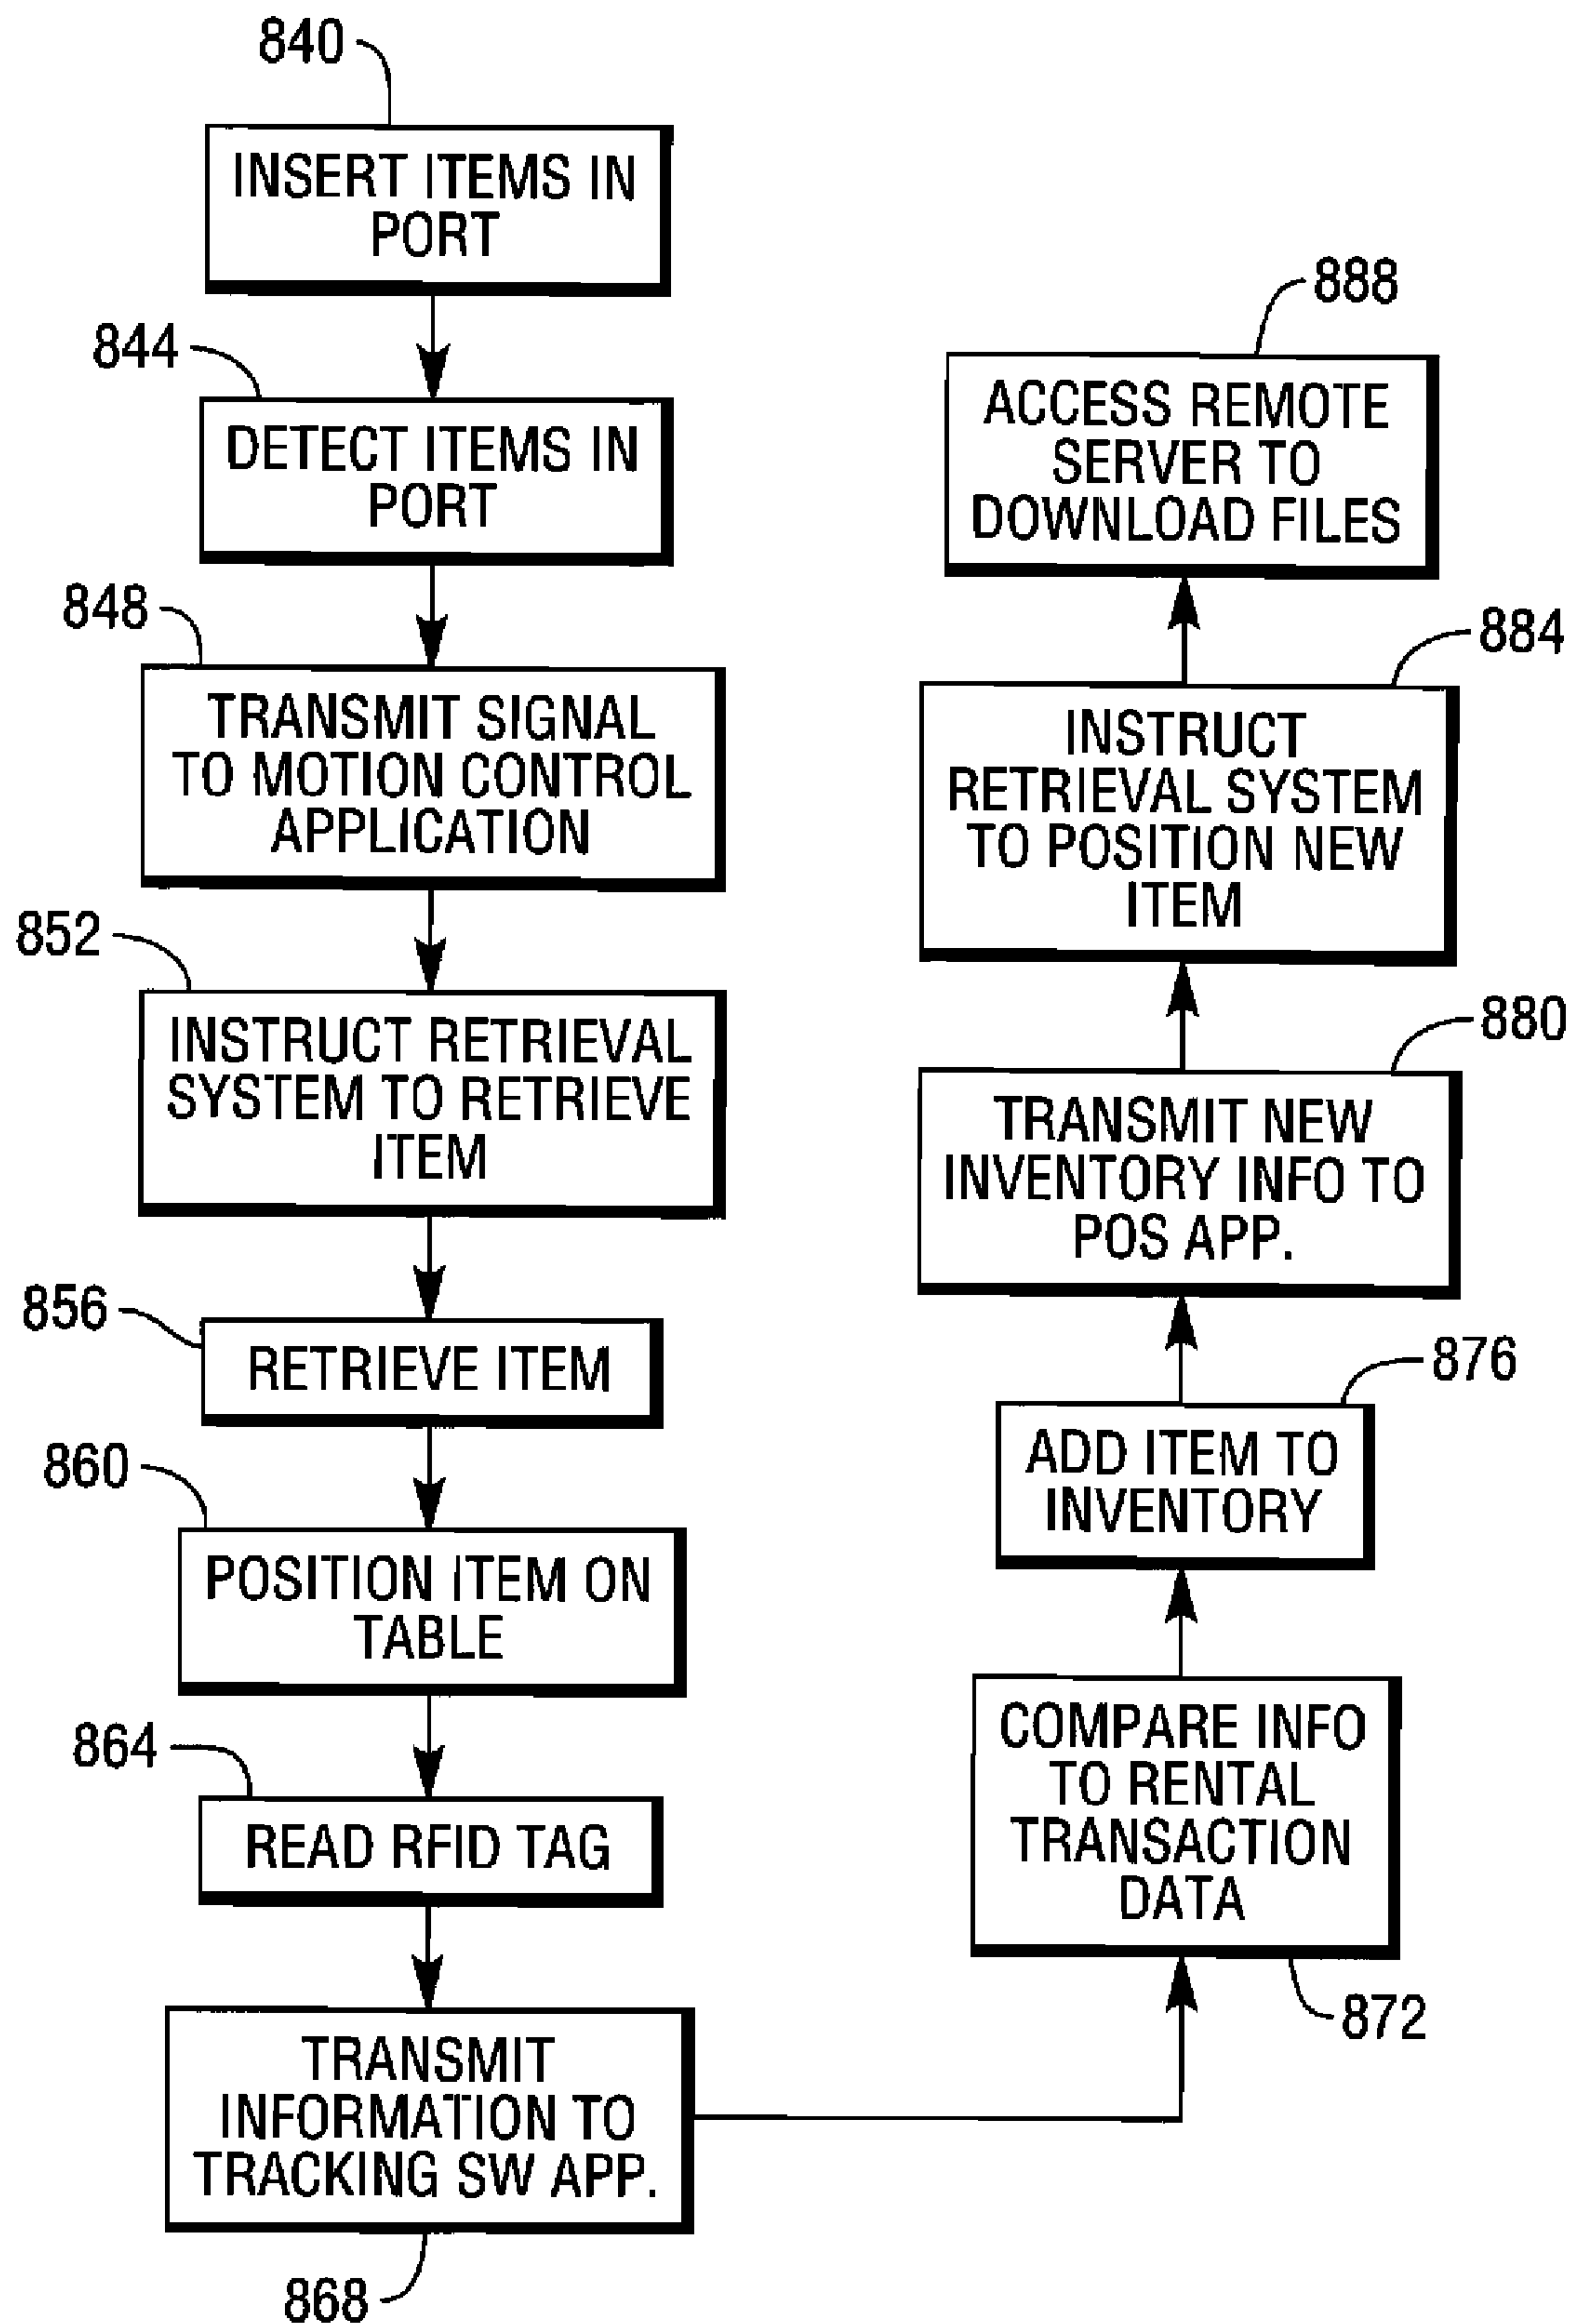 840
INSERT ITEMS IN
PORT
844
DETECT ITEMS IN
PORT
848
TRANSMIT SIGNAL
TO MOTION CONTROL
APPLICATION
852
INSTRUCT RETRIEVAL
SYSTEM TO RETRIEVE
ITEM
856
RETRIEVE ITEM
860
POSITION ITEM ON
TABLE
864
READ RFID TAG
TRANSMIT
INFORMATION TO
TRACKING SW APP.
868
COMPARE INFO
TO RENTAL
TRANSACTION
DATA
872
876
ADD ITEM TO
INVENTORY
880
TRANSMIT NEW
INVENTORY INFO TO
POS APP.
884
INSTRUCT
RETRIEVAL SYSTEM
TO POSITION NEW
ITEM
888
ACCESS REMOTE
SERVER TO
DOWNLOAD FILES